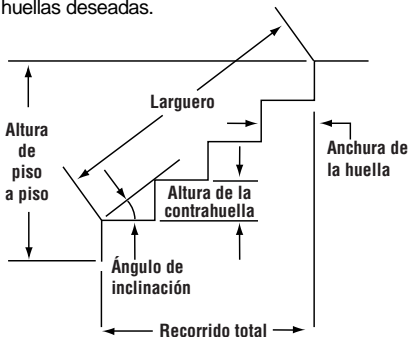 huellas deseadas.
Larguero
Altura
de
piso
a piso
Anchura de
la huella
Altura de la
contrahuella
Ángulo de
inclinación
Recorrido total